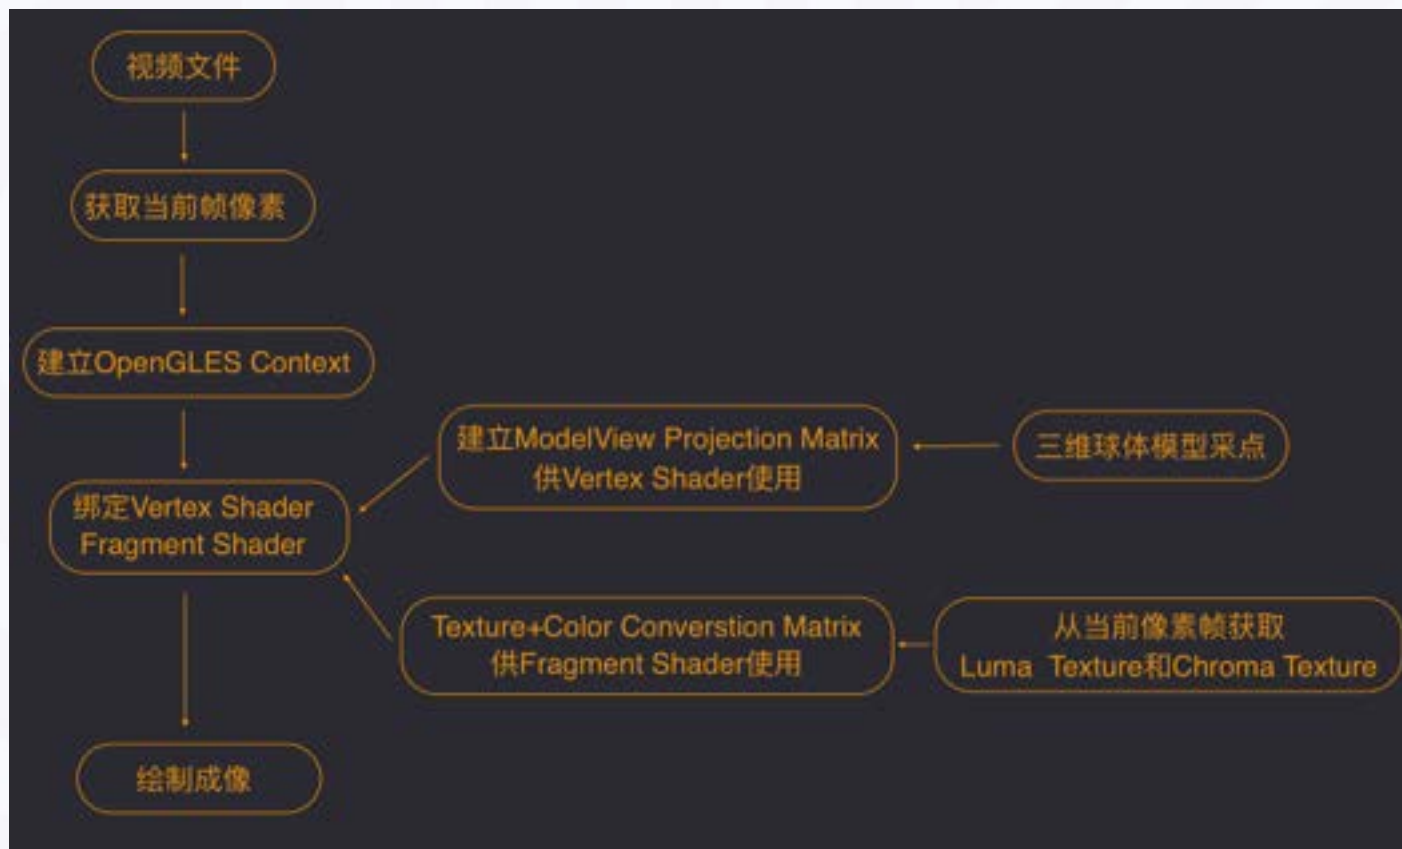 视频文件
获取当前帧像素
建立OpenGLES Context
建立ModelView Projection Matrix
供Vertex Shader使用
三维球体模型采点
绑定Vertex Shader
Fragment Shader
Texture+Color Converstion Matrix
供Fragment Shader使用
从当前像素帧获取
Luma Texture和Chroma Texture
绘制成像